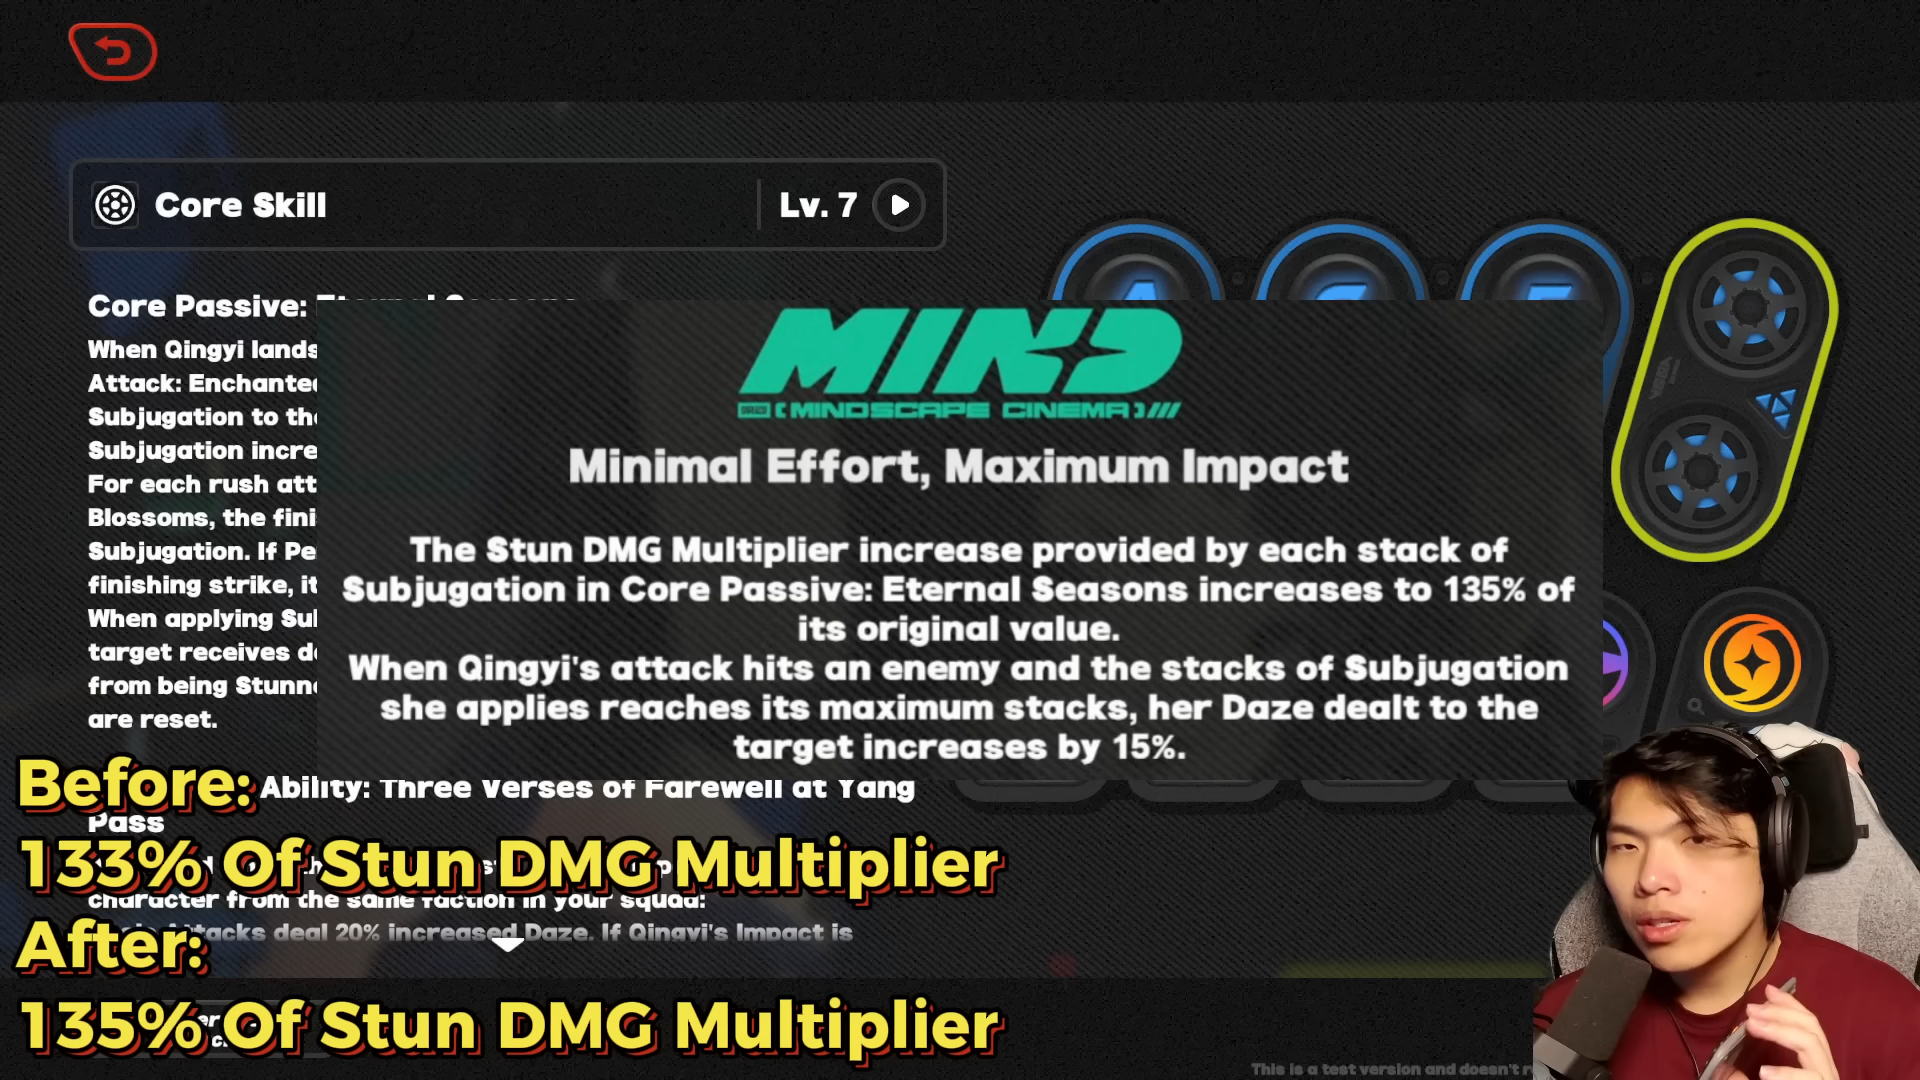 Core Skill
Lv. 7
Core Passive:
When Qingyi lands
Attack: Enchanted
Subjugation to the
Subjugation incre
For each rush att
Blossoms, the fini
Subjugation. If Pe
finishing strike, it
When applying Sul
target receives de
from being Stunne
are reset.
MIND
[MINDSCAPE CINEMA]///
Minimal Effort, Maximum Impact
The Stun DMG Multiplier increase provided by each stack of
Subjugation in Core Passive: Eternal Seasons increases to 135% of
its original value.
When Qingyi's attack hits an enemy and the stacks of Subjugation
she applies reaches its maximum stacks, her Daze dealt to the
target increases by 15%.
Ability: Three Verses of Farewell at Yang
Pass
character from the same faction in your squad:
Attacks deal 20% increased Daze. If Qingyi's Impact is
Before:
133% Of Stun DMG Multiplier
After:
135% Of Stun DMG Multiplier
This is a test version and doesn't